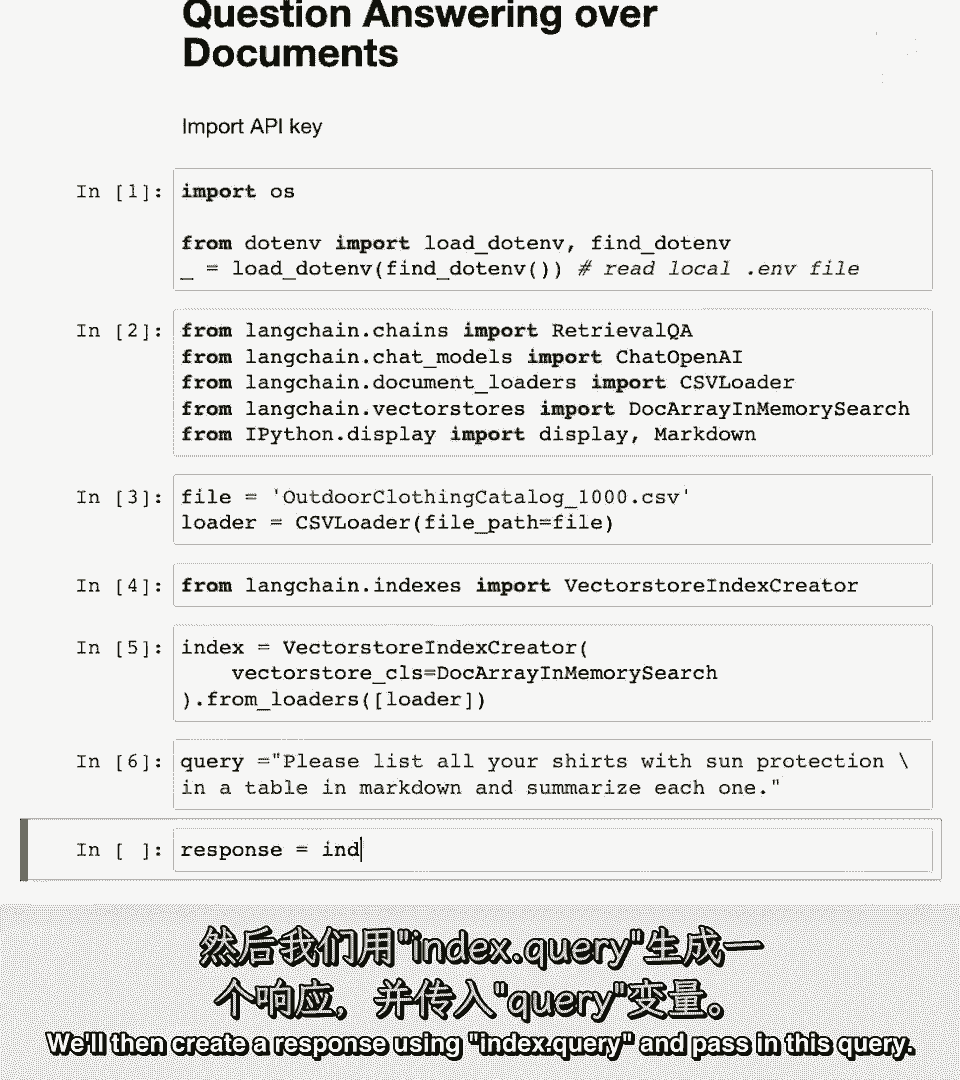 Question Answering over
Documents
Import API key
In [1]:
import os
from dotenv import load_dotenv, find_dotenv
_ = load_dotenv(find_dotenv()) # read local .env file
In [2]:
from langchain.chains import RetrievalQA
from langchain.chat_models import ChatOpenAI
from langchain.document_loaders import CSVLoader
from langchain.vectorstores import DocArrayInMemorySearch
from IPython.display import display, Markdown
In [3]:
file = 'OutdoorClothingCatalog_1000.csv'
loader = CSVLoader(file_path=file)
In [4]:
from langchain.indexes import VectorstoreIndexCreator
In [5]:
index = VectorstoreIndexCreator(
    vectorstore_cls=DocArrayInMemorySearch
).from_loaders([loader])
In [6]:
query ="Please list all your shirts with sun protection \
in a table in markdown and summarize each one."
In [ ]:
response = ind
然后我们用"index.query"生成一
个响应，并传入"query"变量。
We'll then create a response using "index.query" and pass in this query.